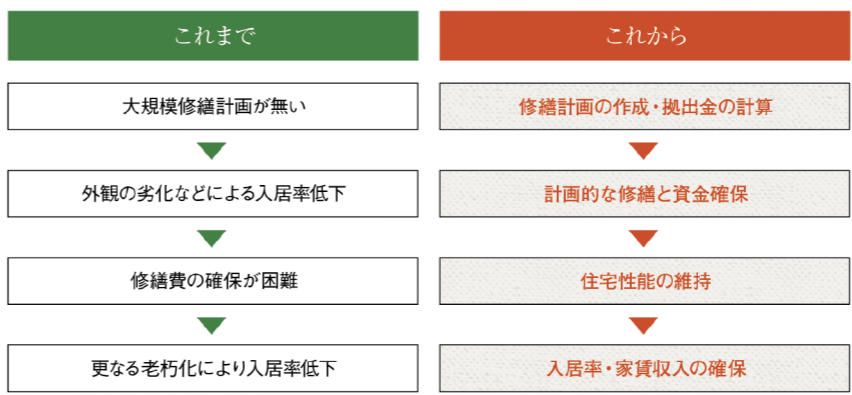 これまで
大規模修繕計画が無い
外観の劣化などによる入居率低下
修繕費の確保が困難
更なる老朽化により入居率低下
これから
修繕計画の作成・拠出金の計算
計画的な修繕と資金確保
住宅性能の維持
入居率・家賃収入の確保